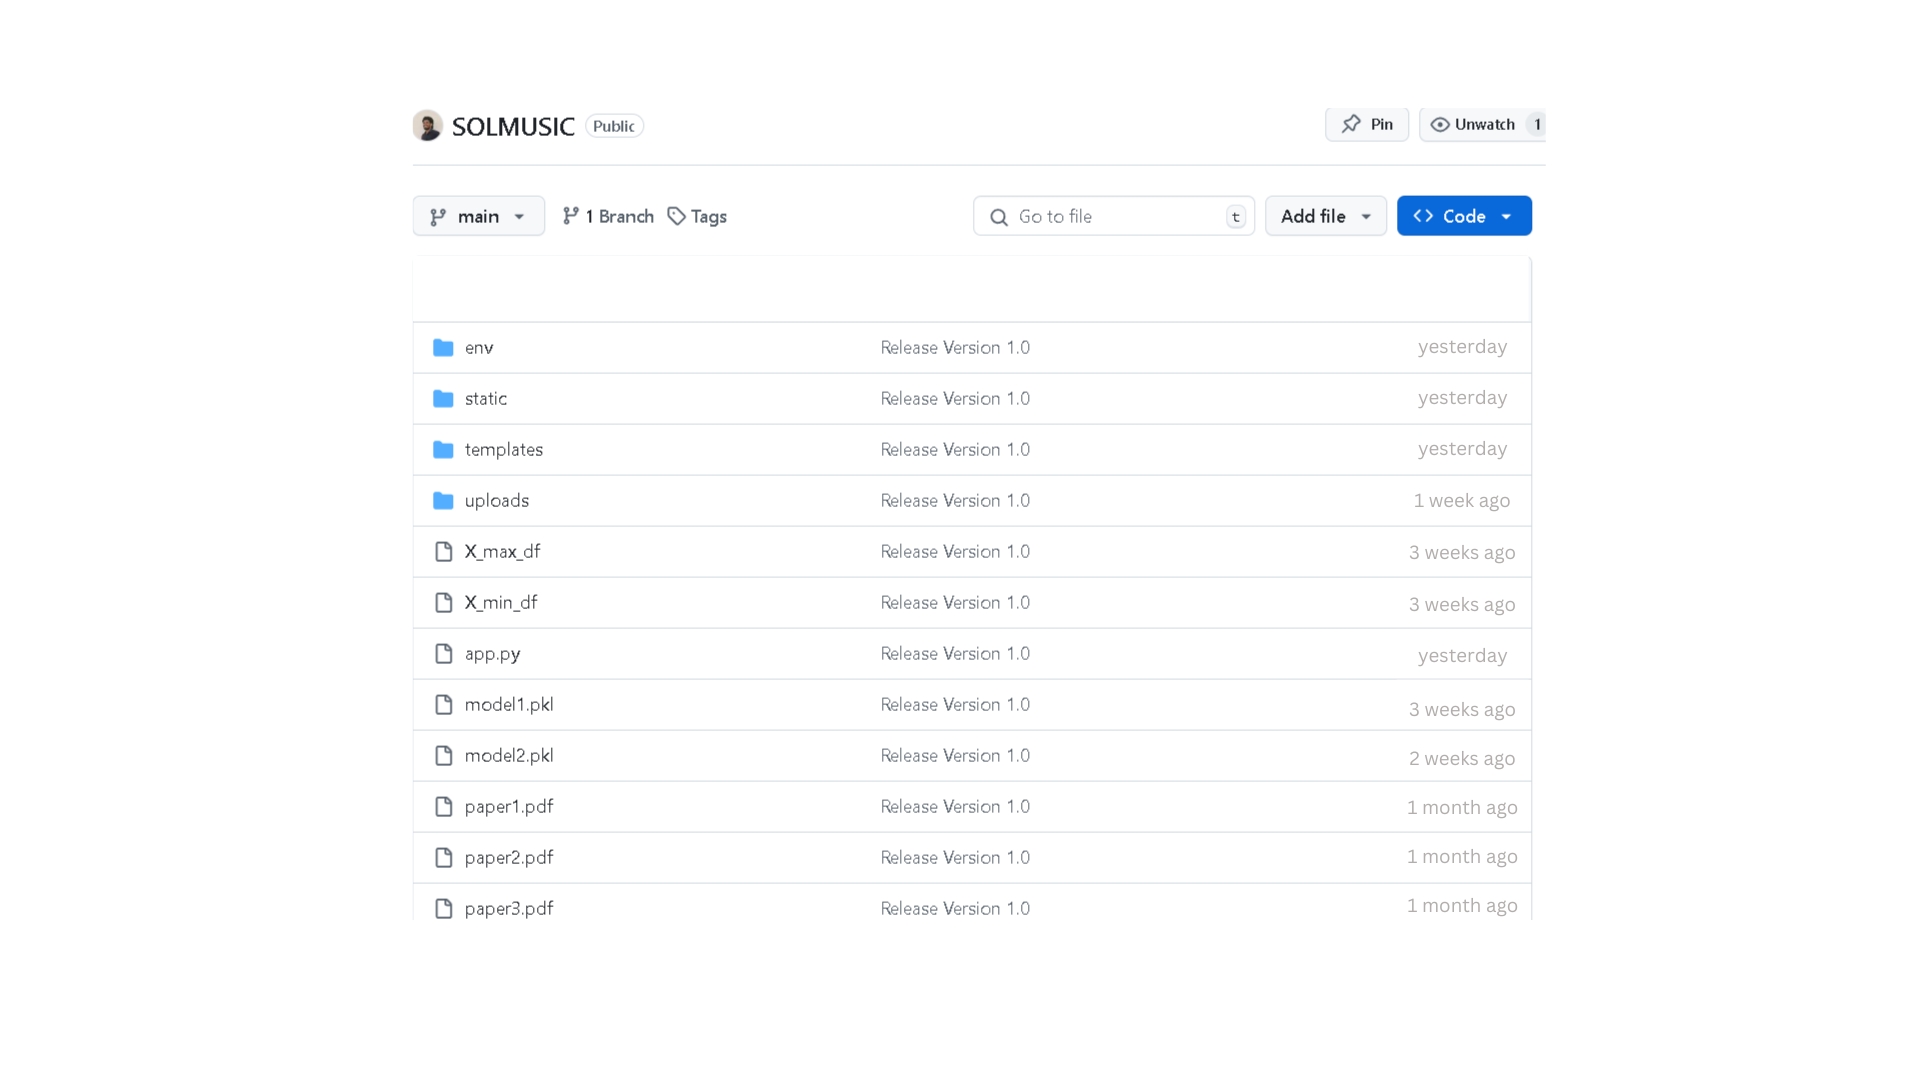 SOLMUSIC Public Pin Unwatch 1
main 1 Branch Tags Go to file t Add file Code
env Release Version 1.0 yesterday
static Release Version 1.0 yesterday
templates Release Version 1.0 yesterday
uploads Release Version 1.0 1 week ago
X_max_df Release Version 1.0 3 weeks ago
X_min_df Release Version 1.0 3 weeks ago
app.py Release Version 1.0 yesterday
model1.pkl Release Version 1.0 3 weeks ago
model2.pkl Release Version 1.0 2 weeks ago
paper1.pdf Release Version 1.0 1 month ago
paper2.pdf Release Version 1.0 1 month ago
paper3.pdf Release Version 1.0 1 month ago